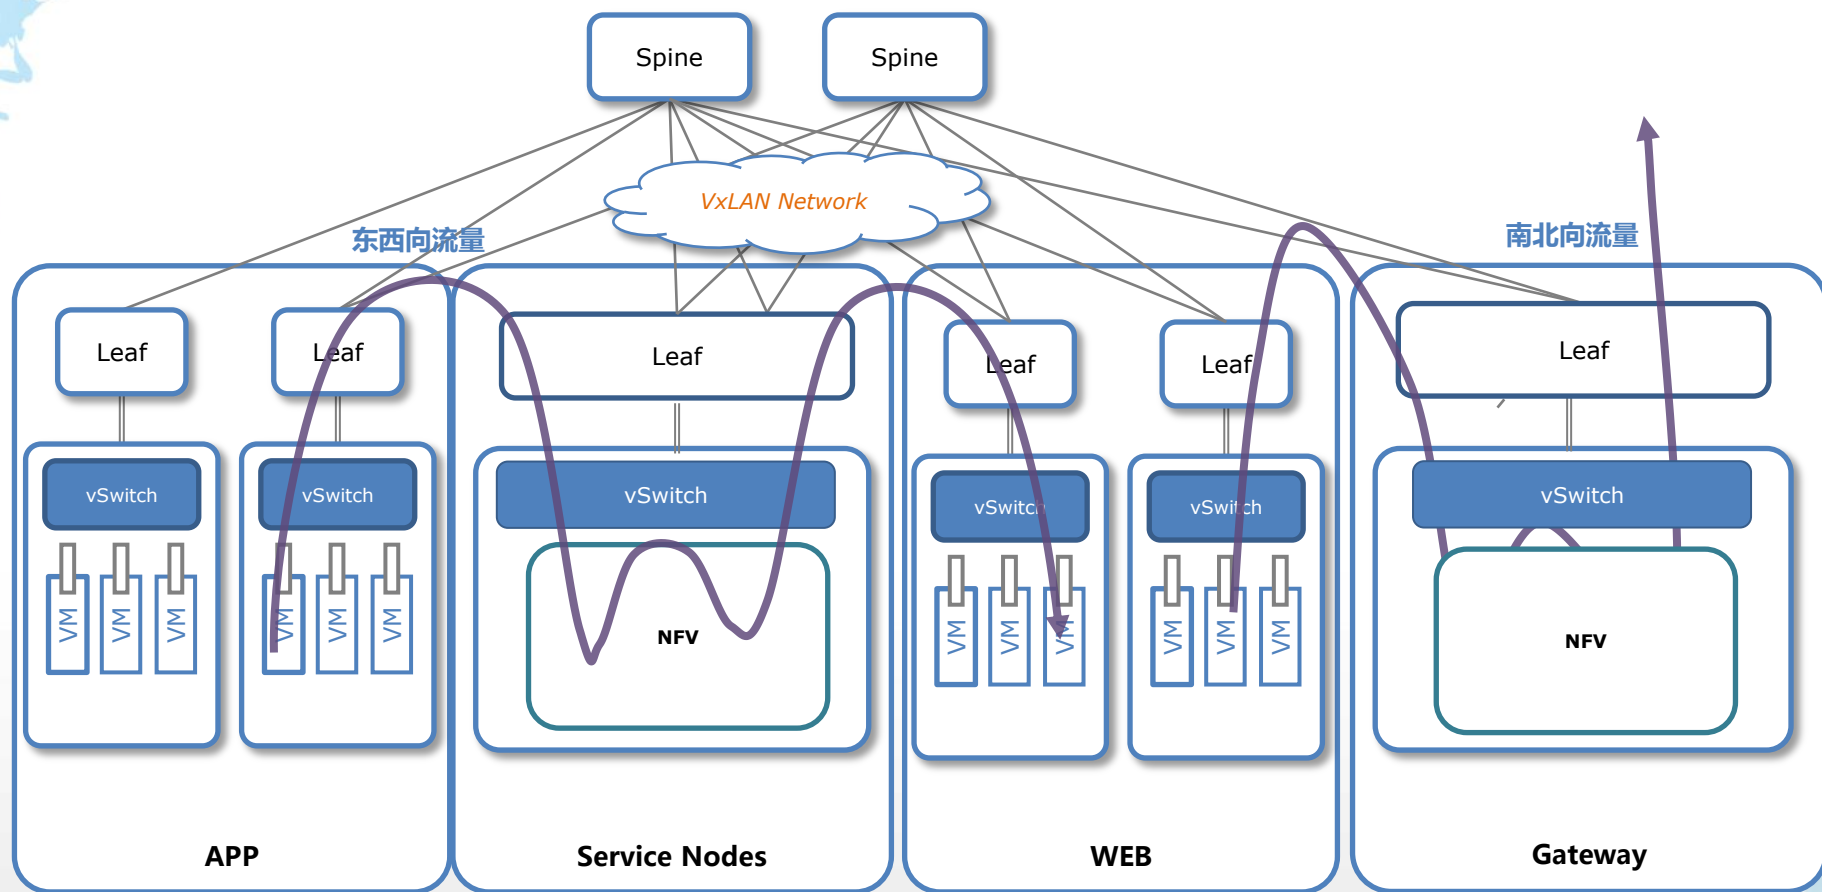 Spine
Spine
VxLAN Network
东西向流量
南北向流量
Leaf
Leaf
Leaf
Leaf
Leaf
Leaf
vSwitch
vSwitch
vSwitch
vSwitch
vSwitch
vSwitch
VM
VM
VM
VM
VM
VM
NFV
VM
VM
VM
VM
VM
VM
NFV
APP
Service Nodes
WEB
Gateway